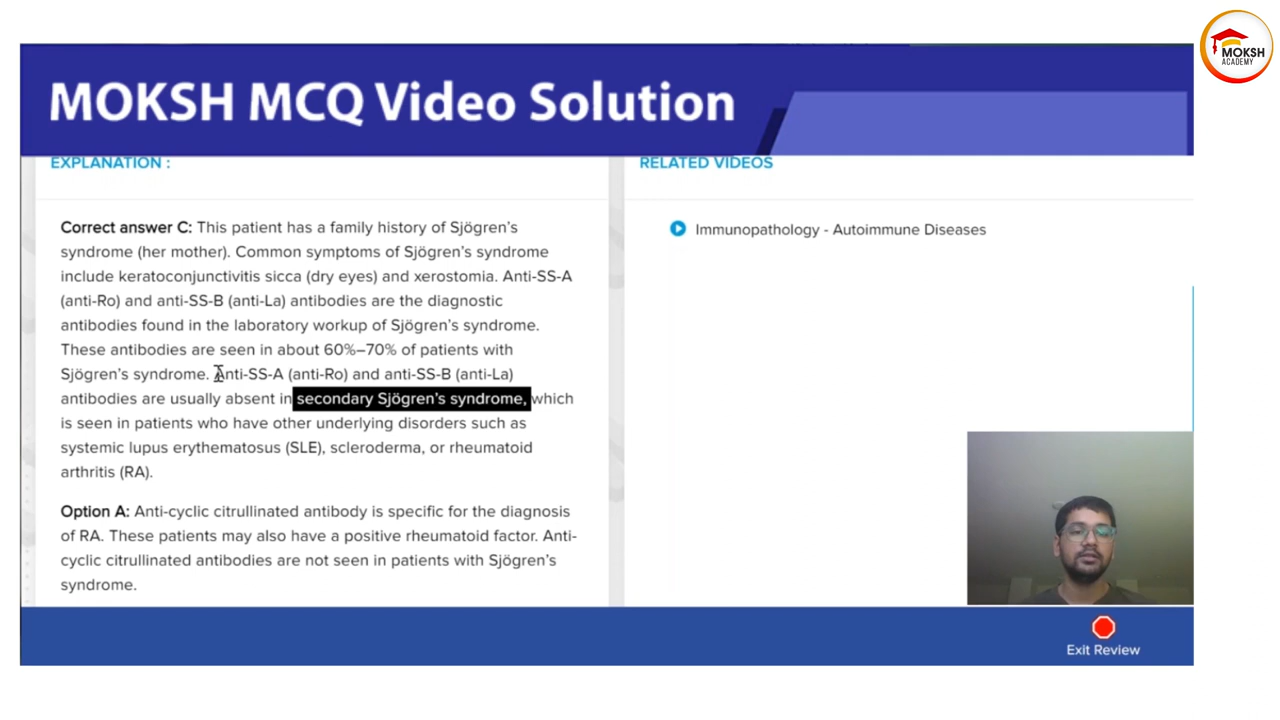 MOKSH
ACADEMY
MOKSH MCQ Video Solution
EXPLANATION :
Correct answer C: This patient has a family history of Sjögren's
syndrome (her mother). Common symptoms of Sjögren's syndrome
include keratoconjunctivitis sicca (dry eyes) and xerostomia. Anti-SS-A
(anti-Ro) and anti-SS-B (anti-La) antibodies are the diagnostic
antibodies found in the laboratory workup of Sjögren's syndrome.
These antibodies are seen in about 60%–70% of patients with
Sjögren's syndrome. Anti-SS-A (anti-Ro) and anti-SS-B (anti-La)
antibodies are usually absent in secondary Sjögren's syndrome, which
is seen in patients who have other underlying disorders such as
systemic lupus erythematosus (SLE), scleroderma, or rheumatoid
arthritis (RA).
Option A: Anti-cyclic citrullinated antibody is specific for the diagnosis
of RA. These patients may also have a positive rheumatoid factor. Anti-
cyclic citrullinated antibodies are not seen in patients with Sjögren's
syndrome.
RELATED VIDEOS
Immunopathology - Autoimmune Diseases
Exit Review